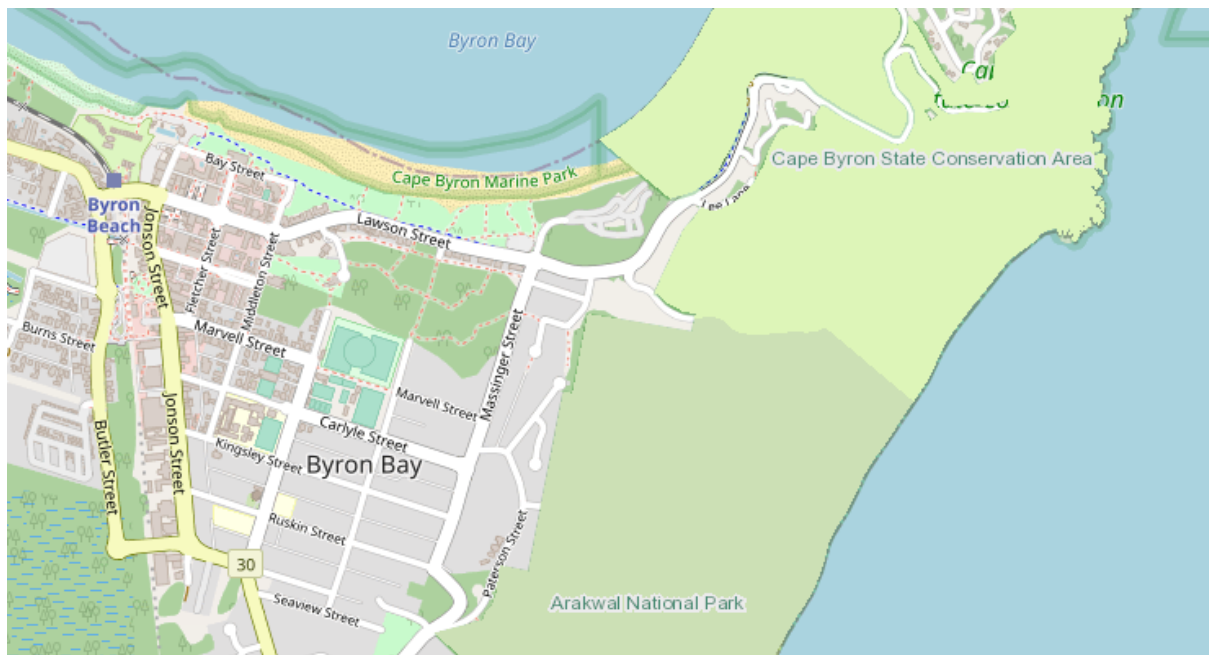 Byron Bay
Cal
on
Cape Byron State Conservation Area
Bay Street
Cape Byron Marine Park
Lee Lane
Byron
Beach
Lawson Street
Jonson Street
Fletcher Street
Middleton Street
Burns Street
Marvell Street
Massinger Street
Marvell Street
Jonson Street
Carlyle Street
Butler Street
Kingsley Street
Byron Bay
Ruskin Street
Paterson Street
30
Seaview Street
Arakwal National Park